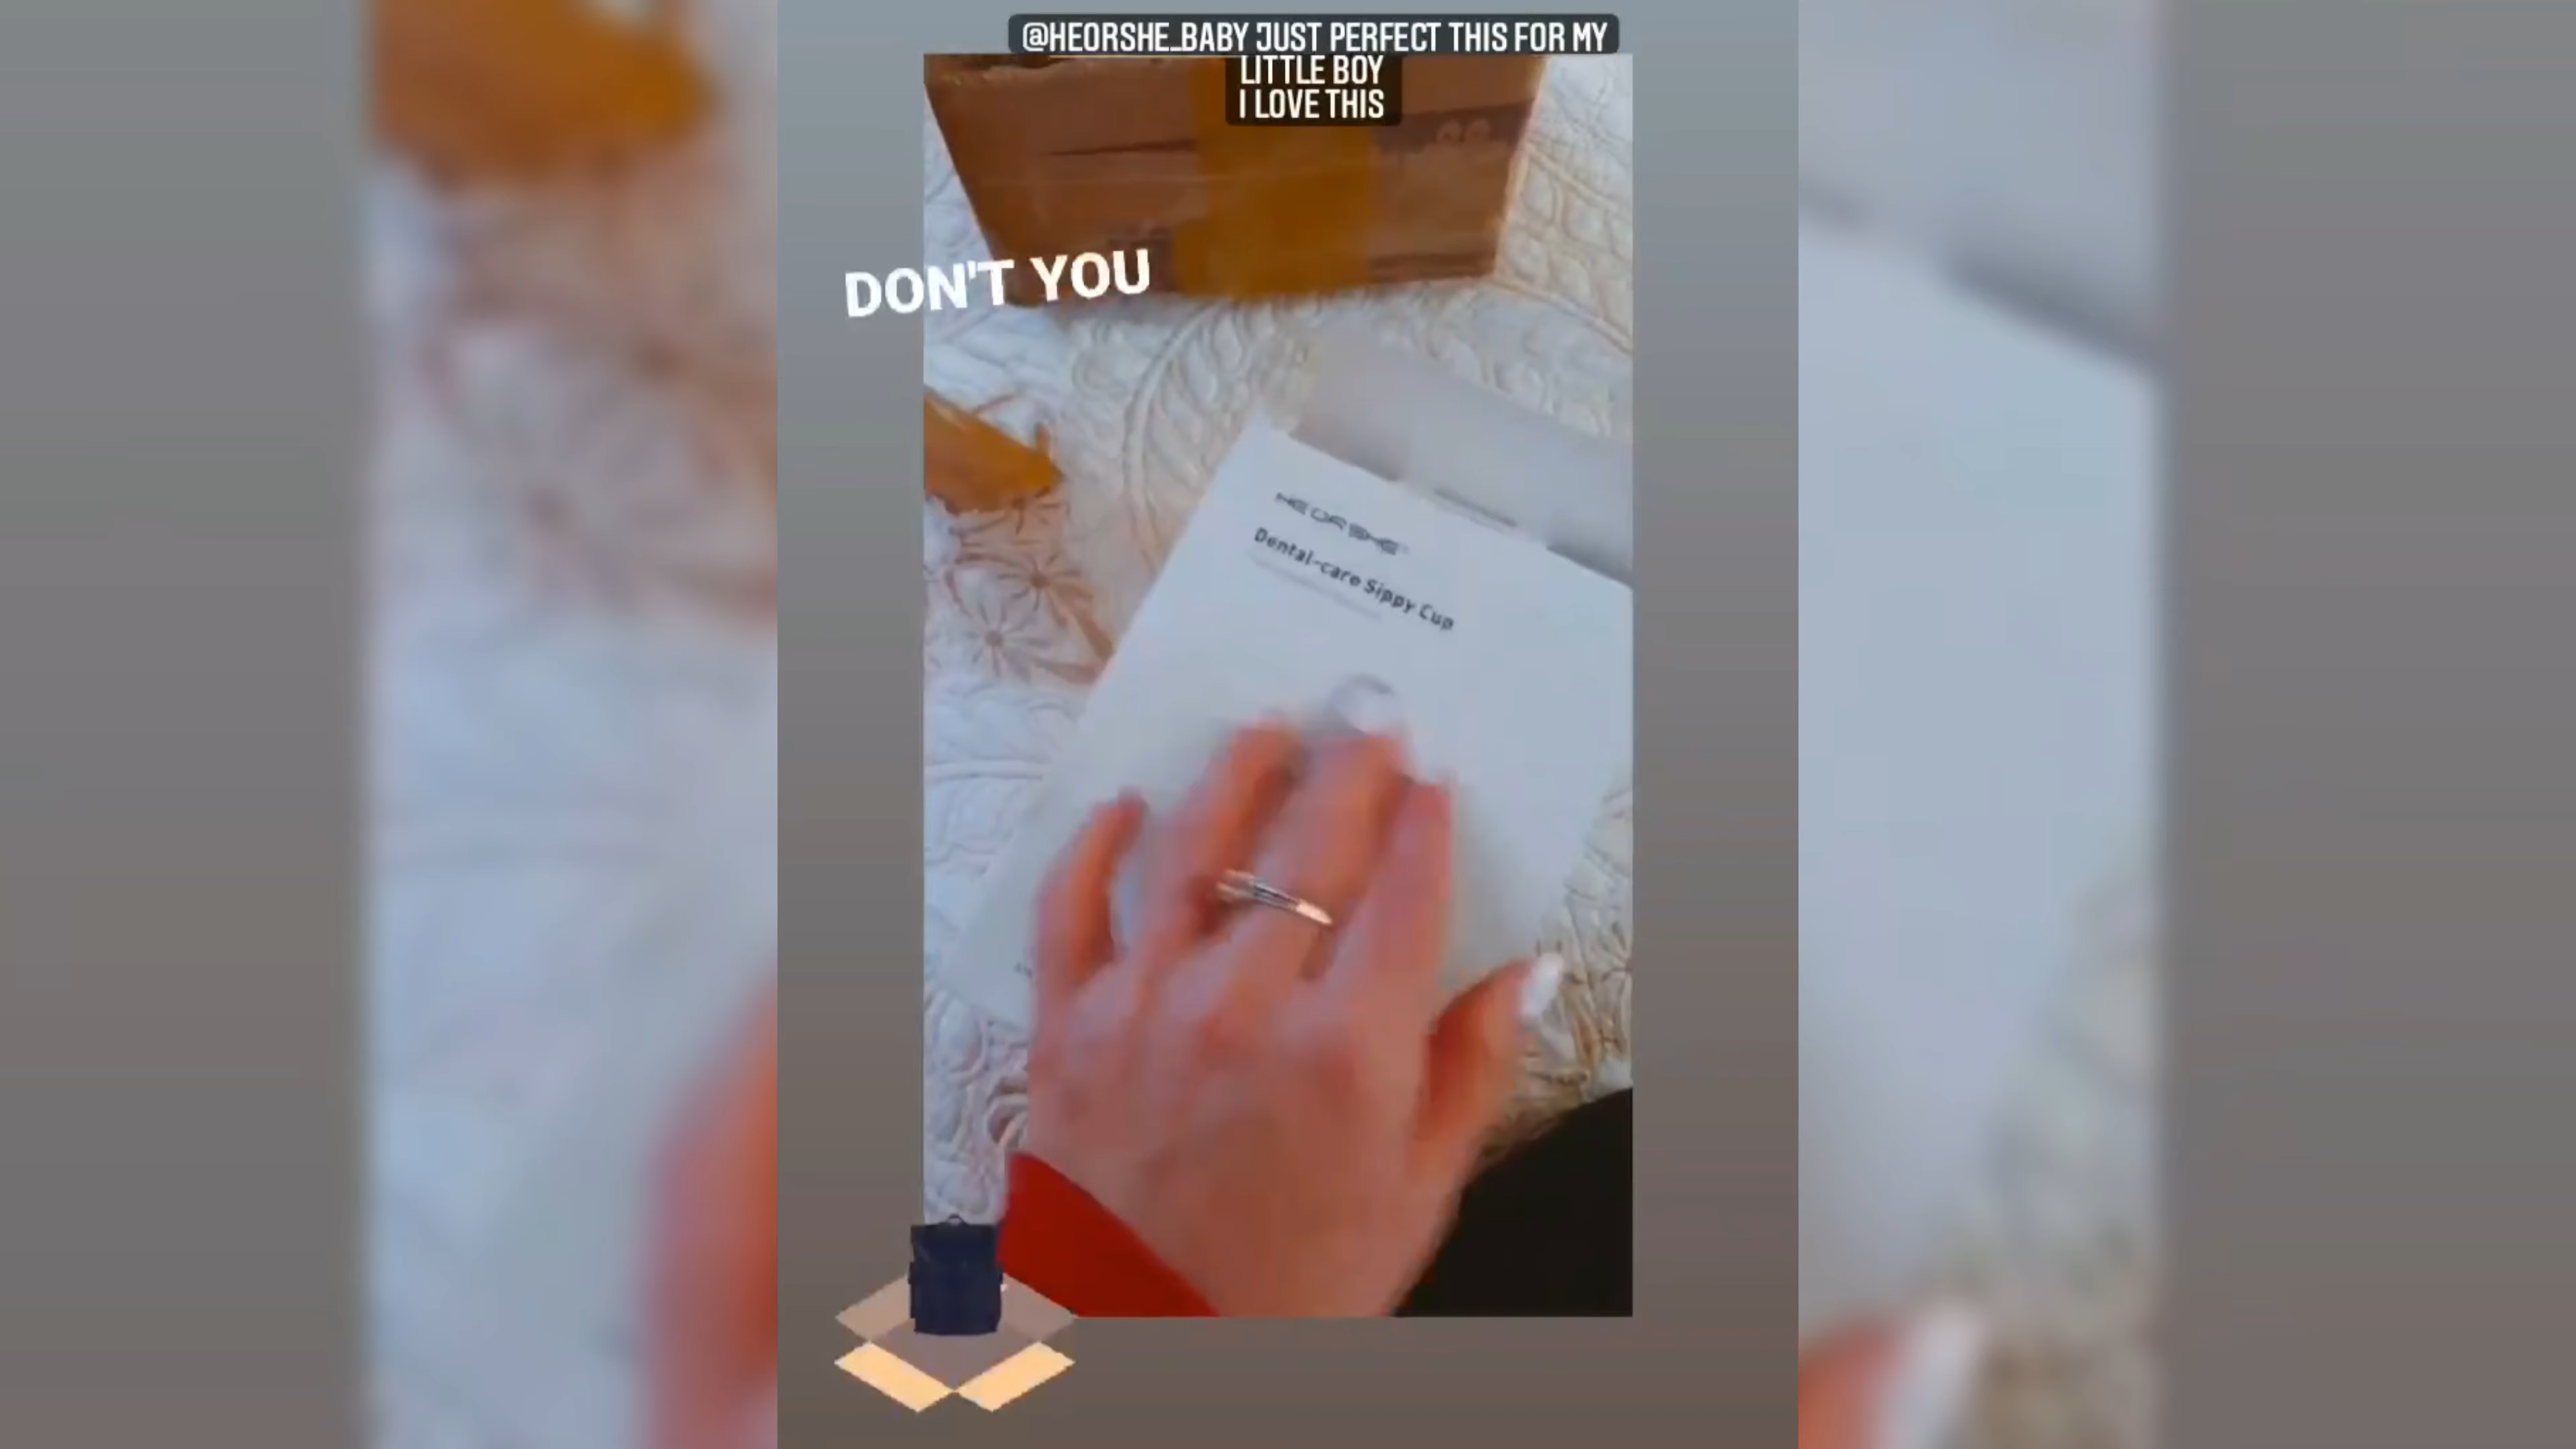 @HEORSHE_BABY JUST PERFECT THIS FOR MY
LITTLE BOY
I LOVE THIS
DON'T YOU
HEORSHE
Dental-care Sippy Cup